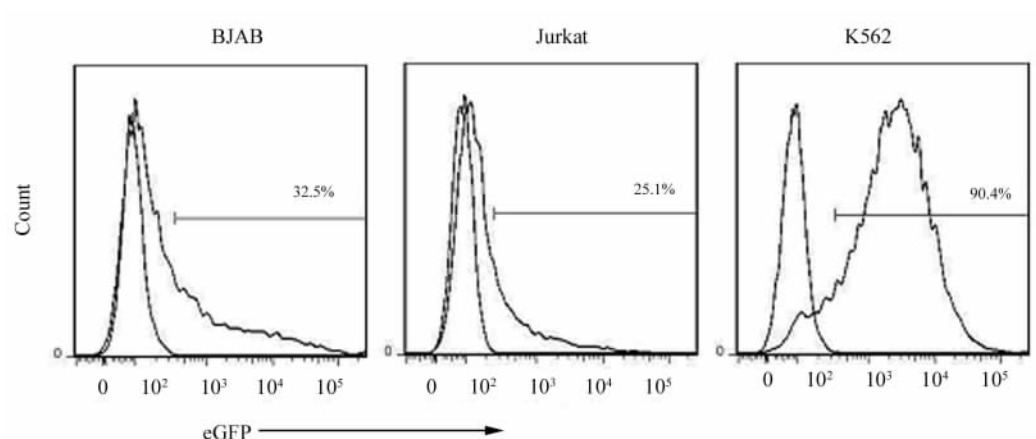 BJAB
Jurkat
K562
Count
32.5%
25.1%
90.4%
0
0
0
0 10² 10³ 10⁴ 10⁵
0 10² 10³ 10⁴ 10⁵
0 10² 10³ 10⁴ 10⁵
eGFP